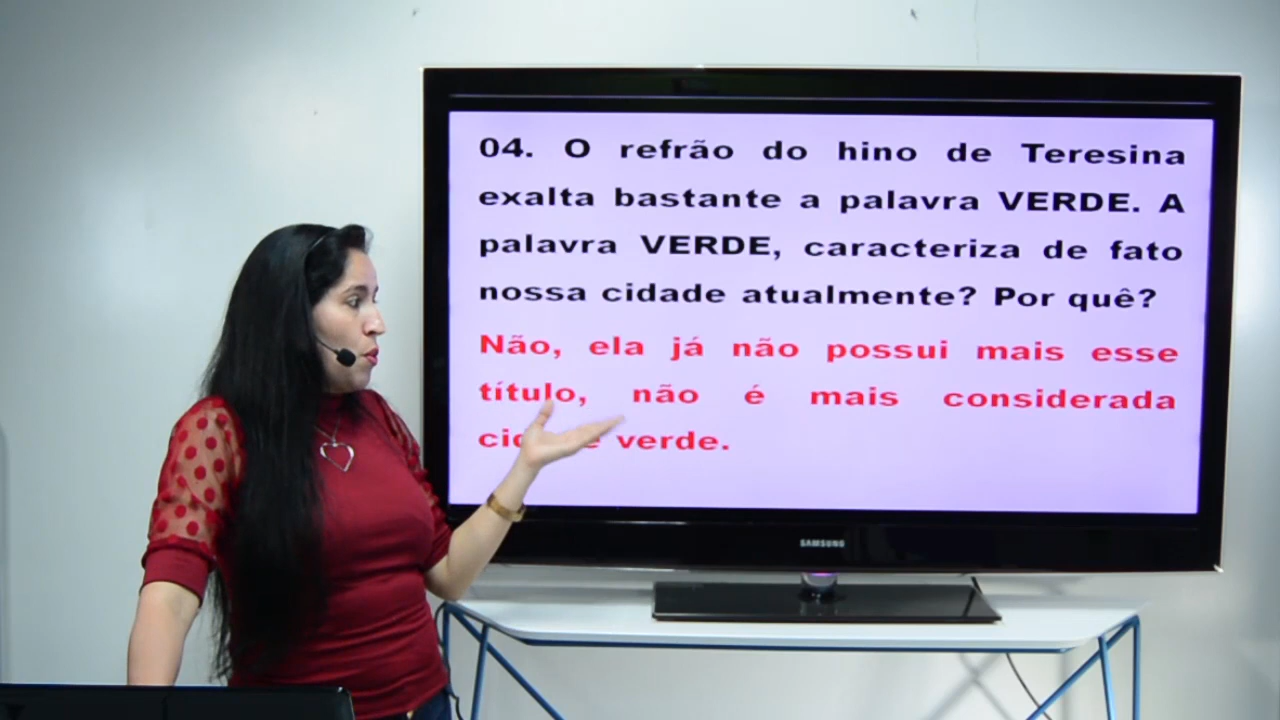 04. O refrão do hino de Teresina
exalta bastante a palavra VERDE. A
palavra VERDE, caracteriza de fato
nossa cidade atualmente? Por quê?
Não, ela já não possui mais esse
título, não é mais considerada
cidade verde.
SAMSUNG